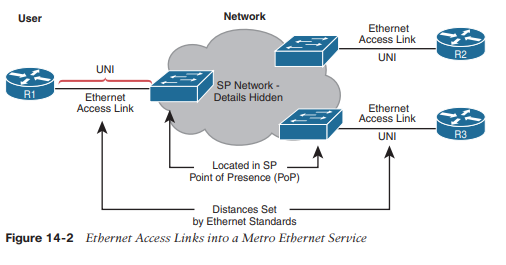 User
Network
UNI
R1
Ethernet
Access Link
SP Network -
Details Hidden
Ethernet
Access Link
UNI
R2
Ethernet
Access Link
UNI
R3
Located in SP
Point of Presence (PoP)
Distances Set
by Ethernet Standards
Figure 14-2 Ethernet Access Links into a Metro Ethernet Service